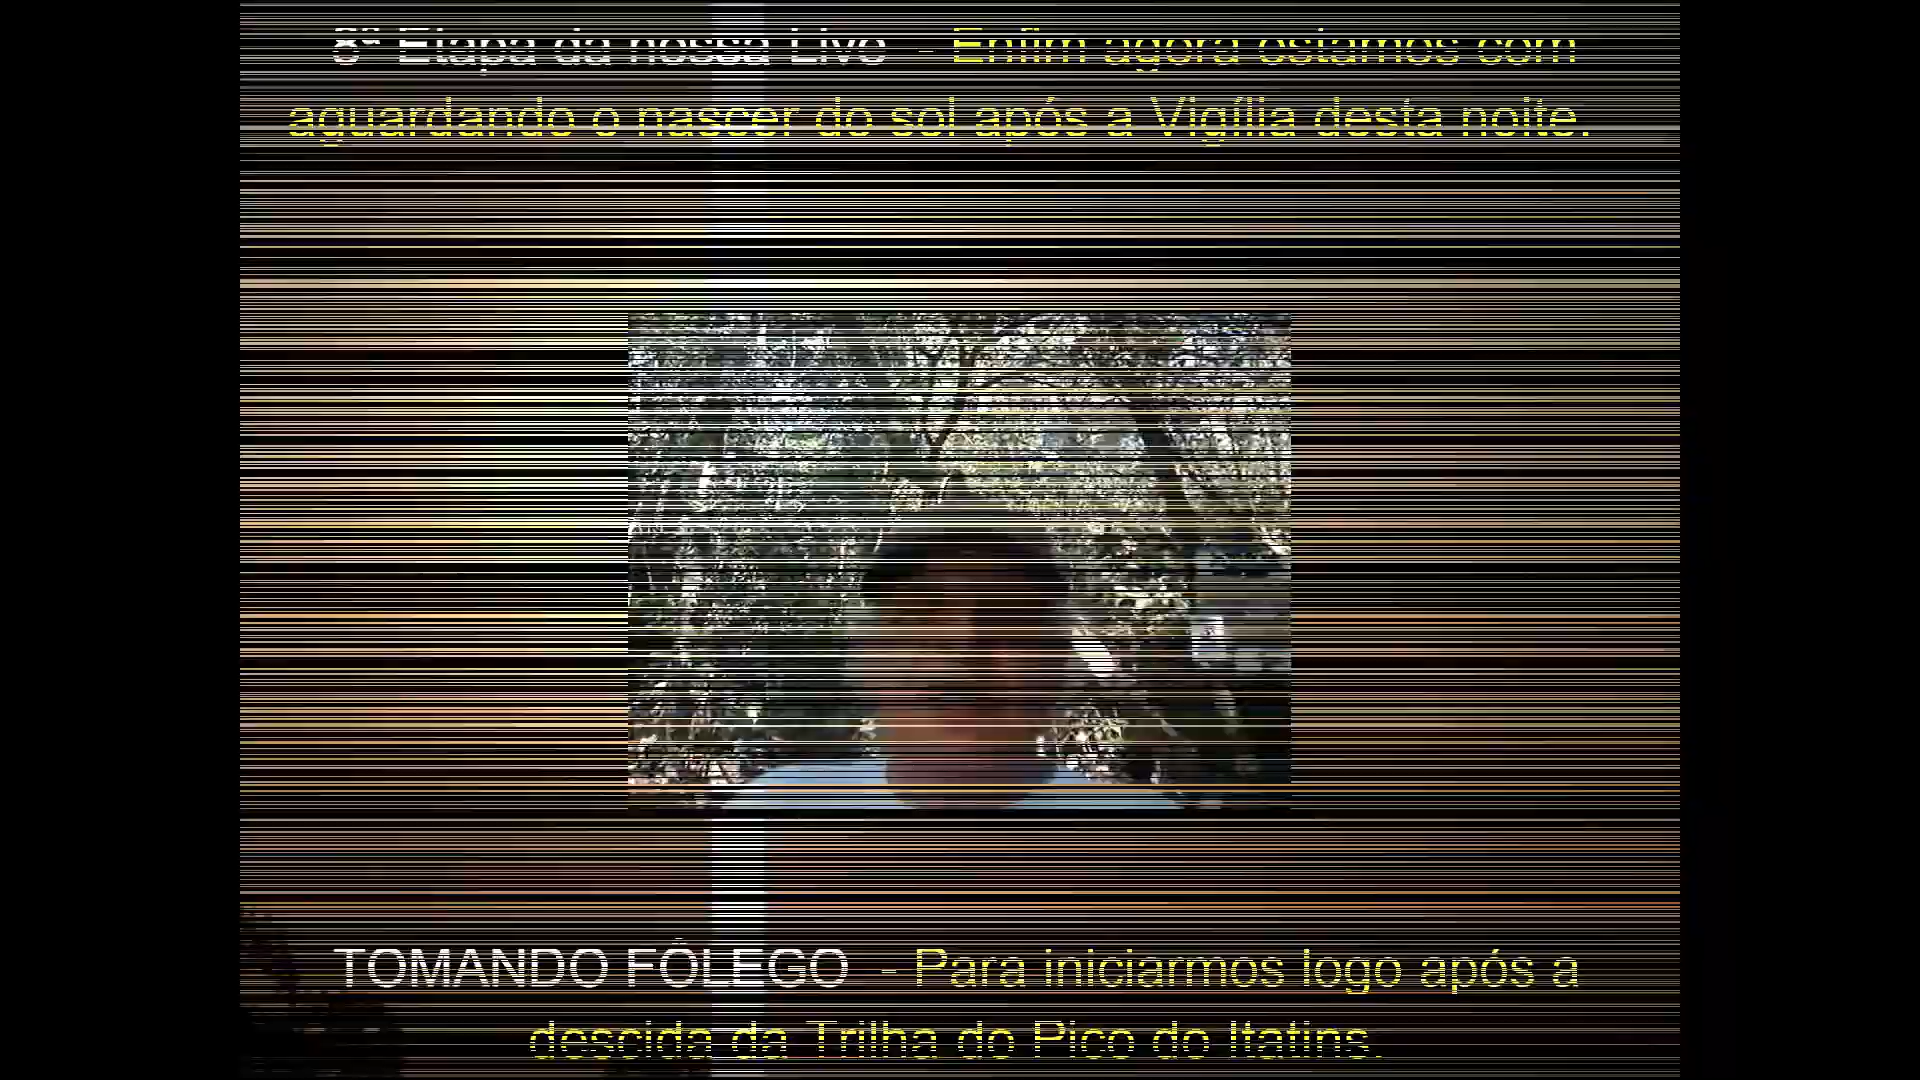 8ª Etapa da nossa Live - Enfim agora estamos com
aguardando o nascer do sol após a Vigília desta noite.
TOMANDO FÔLEGO - Para iniciarmos logo após a
descida da Trilha do Pico do Itatins.